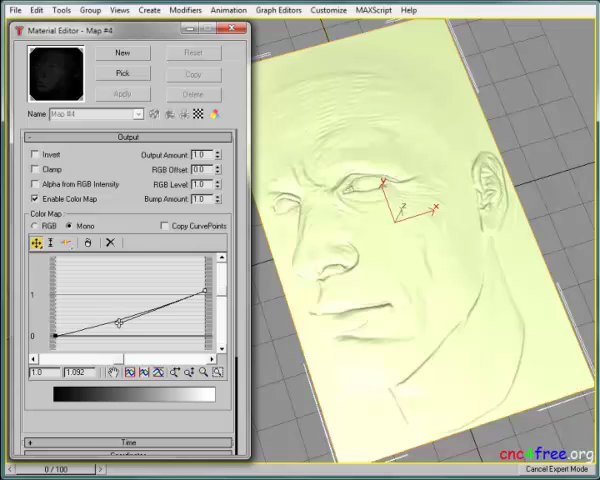 File Edit Tools Group Views Create Modifiers Animation Graph Editors Customize MAXScript Help
Material Editor - Map #4
New Reset
Pick Copy
Apply Delete
Name Map #4
- Output
Invert Output Amount: 1.0
Clamp RGB Offset: 0.0
Alpha from RGB Intensity RGB Level: 1.0
Enable Color Map Bump Amount: 1.0
Color Map :
RGB Mono Copy CurvePoints
1
0
1.0 1.092
+ Time
y
z
x
cnc4free.org
0 / 100
Cancel Expert Mode